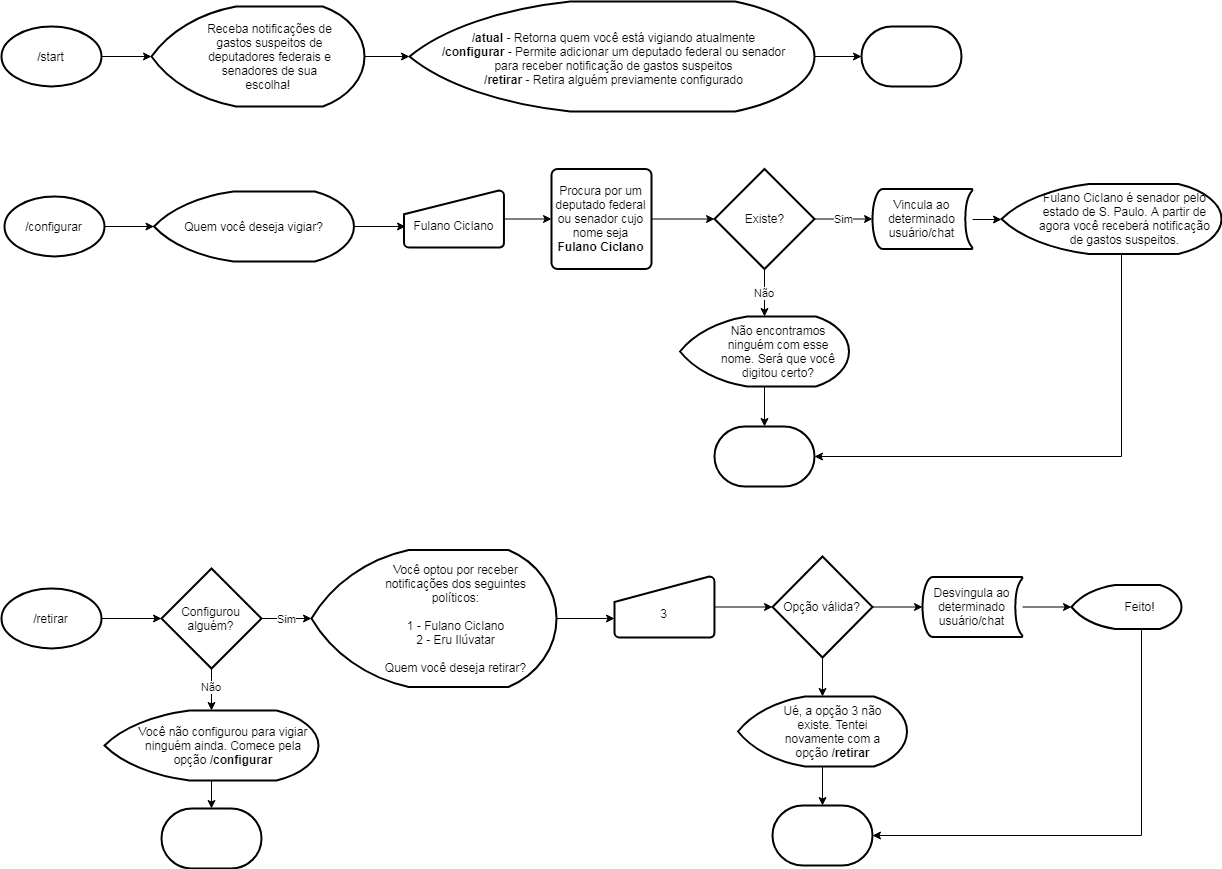 /start
Receba notificações de
gastos suspeitos de
deputadores federais e
senadores de sua
escolha!
/atual - Retorna quem você está vigiando atualmente
/configurar - Permite adicionar um deputado federal ou senador
para receber notificação de gastos suspeitos
/retirar - Retira alguém previamente configurado
/configurar
Quem você deseja vigiar?
Fulano Ciclano
Procura por um
deputado federal
ou senador cujo
nome seja
Fulano Ciclano
Existe?
Sim
Vincula ao
determinado
usuário/chat
Fulano Ciclano é senador pelo
estado de S. Paulo. A partir de
agora você receberá notificação
de gastos suspeitos.
Não
Não encontramos
ninguém com esse
nome. Será que você
digitou certo?
/retirar
Configurou
alguém?
Sim
Você optou por receber
notificações dos seguintes
políticos:
1 - Fulano Ciclano
2 - Eru Ilúvatar
Quem você deseja retirar?
3
Opção válida?
Desvingula ao
determinado
usuário/chat
Feito!
Não
Você não configurou para vigiar
ninguém ainda. Comece pela
opção /configurar
Ué, a opção 3 não
existe. Tentei
novamente com a
opção /retirar